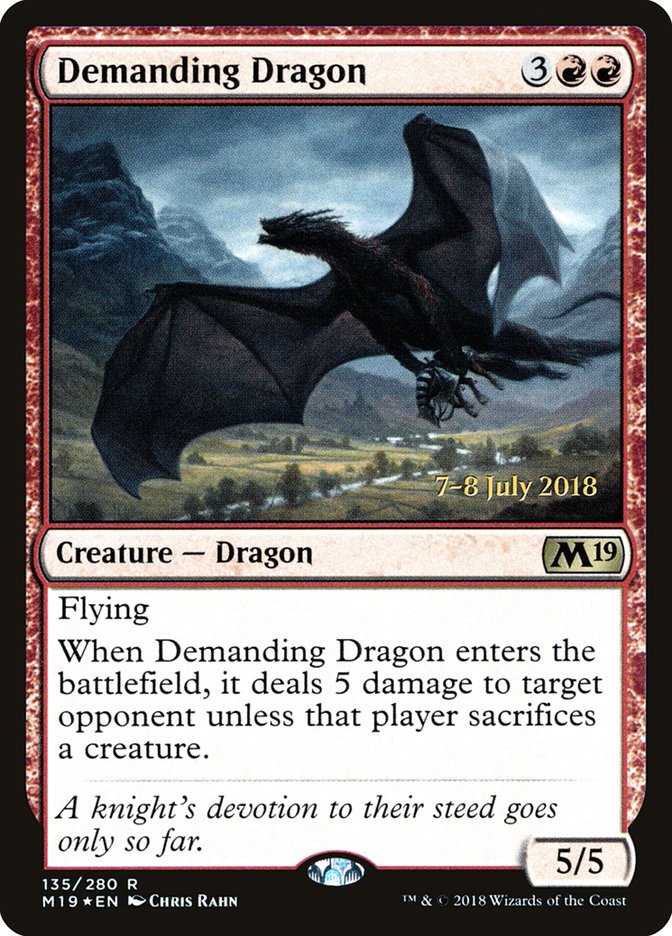 Demanding Dragon 3
7–8 July 2018
Creature — Dragon M19
Flying
When Demanding Dragon enters the
battlefield, it deals 5 damage to target
opponent unless that player sacrifices
a creature.
A knight's devotion to their steed goes
only so far.
5/5
135/280 R
M19★EN Chris Rahn ™ & © 2018 Wizards of the Coast